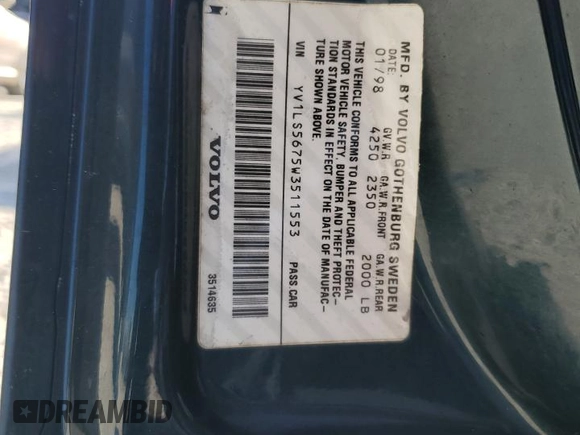 MFD. BY VOLVO GOTHENBURG SWEDEN
DATE: G.V.W.R GA.W.R.FRONT GA.W.R.REAR
01/98 4250 2350 2000 LB
THIS VEHICLE CONFORMS TO ALL APPLICABLE FEDERAL
MOTOR VEHICLE SAFETY, BUMPER AND THEFT PROTEC-
TION STANDARDS IN EFFECT ON THE DATE OF MANUFAC-
TURE SHOWN ABOVE.
VIN YV1LS5675W3511553 PASS CAR
VOLVO 3514635
DREAMBID